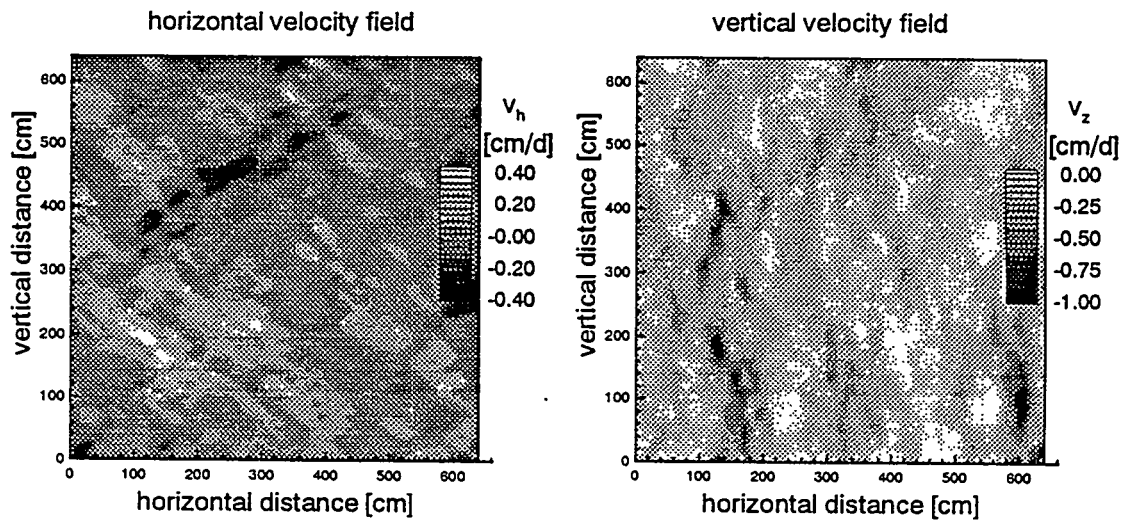 horizontal velocity field
600
500
400
300
200
100
0
vertical distance [cm]
0 100 200 300 400 500 600
horizontal distance [cm]
Vh
[cm/d]
0.40
0.20
-0.00
-0.20
-0.40
vertical velocity field
600
500
400
300
200
100
0
vertical distance [cm]
0 100 200 300 400 500 600
horizontal distance [cm]
Vz
[cm/d]
0.00
-0.25
-0.50
-0.75
-1.00